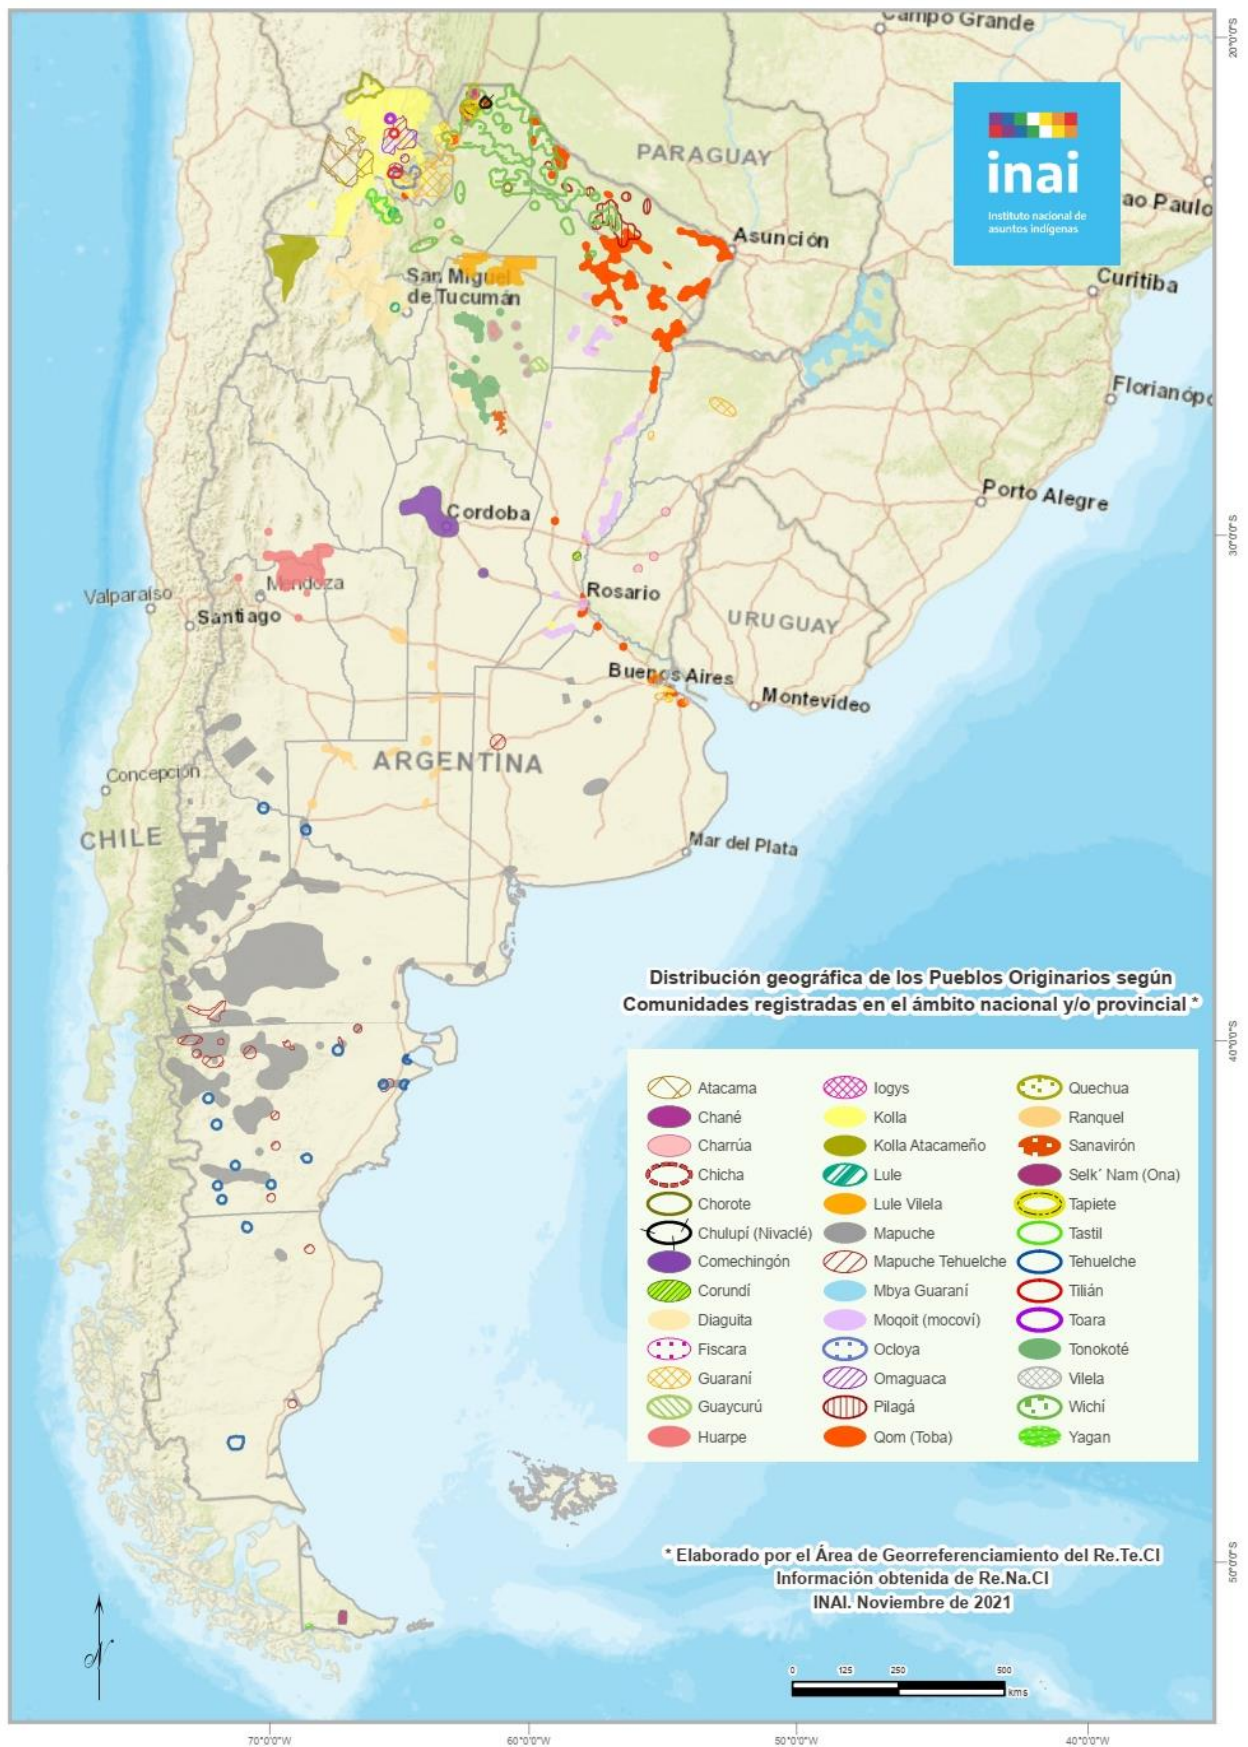 Campo Grande
20°0'0"S
inai
Instituto nacional de
asuntos indígenas
PARAGUAY
ao Paulo
Asunción
Curitiba
San Miguel
de Tucumán
Florianópo
Cordoba
Porto Alegre
30°0'0"S
Valparaíso
Mendoza
Santiago
Rosario
URUGUAY
Buenos Aires
Montevideo
ARGENTINA
Concepción
CHILE
Mar del Plata
Distribución geográfica de los Pueblos Originarios según
Comunidades registradas en el ámbito nacional y/o provincial *
40°0'0"S
Atacama
Chané
Charrúa
Chicha
Chorote
Chulupí (Nivaclé)
Comechingón
Corundí
Diaguita
Fiscara
Guaraní
Guaycurú
Huarpe
Iogys
Kolla
Kolla Atacameño
Lule
Lule Vilela
Mapuche
Mapuche Tehuelche
Mbya Guaraní
Moqoit (mocoví)
Ocloya
Omaguaca
Pilagá
Qom (Toba)
Quechua
Ranquel
Sanavirón
Selk´ Nam (Ona)
Tapiete
Tastil
Tehuelche
Tilián
Toara
Tonokoté
Vilela
Wichí
Yagan
* Elaborado por el Área de Georreferenciamiento del Re.Te.CI
Información obtenida de Re.Na.CI
INAI. Noviembre de 2021
50°0'0"S
N
0 125 250 500
kms
70°0'0"W 60°0'0"W 50°0'0"W 40°0'0"W